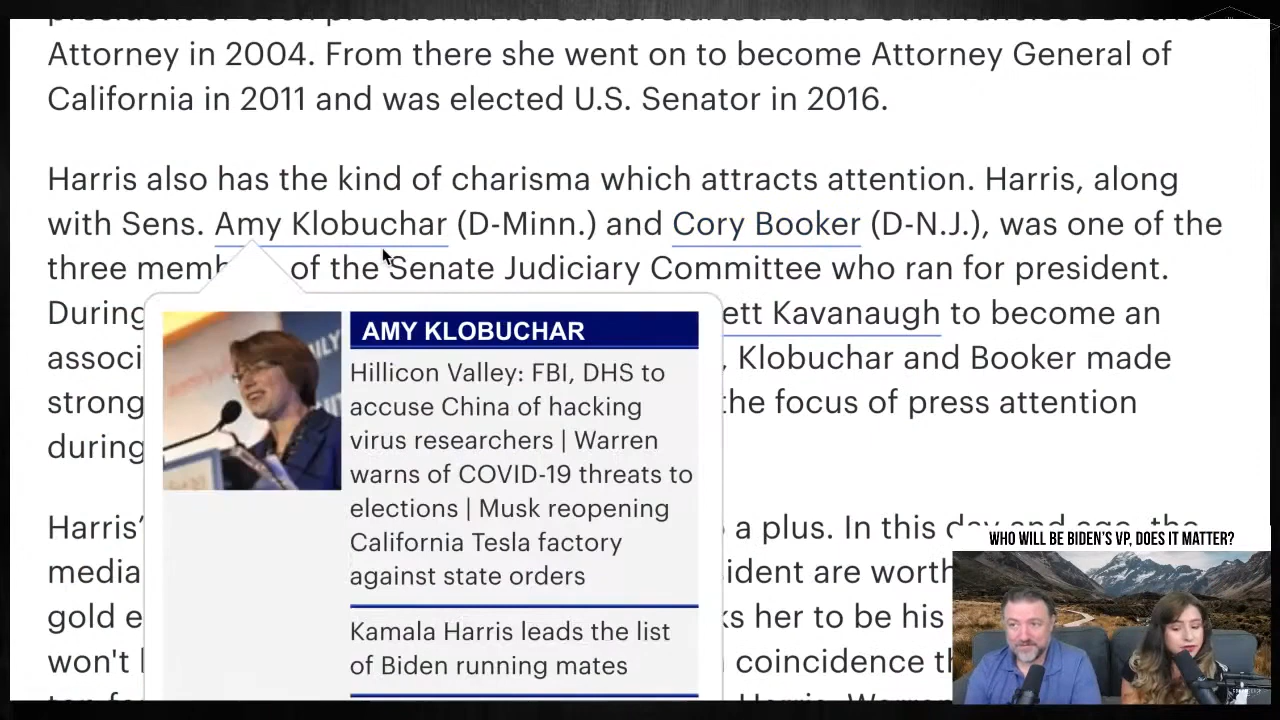 Attorney in 2004. From there she went on to become Attorney General of
California in 2011 and was elected U.S. Senator in 2016.
Harris also has the kind of charisma which attracts attention. Harris, along
with Sens. Amy Klobuchar (D-Minn.) and Cory Booker (D-N.J.), was one of the
three memb of the Senate Judiciary Committee who ran for president.
During ett Kavanaugh to become an
associ , Klobuchar and Booker made
strong the focus of press attention
during
AMY KLOBUCHAR
Hillicon Valley: FBI, DHS to
accuse China of hacking
virus researchers | Warren
warns of COVID-19 threats to
elections | Musk reopening
California Tesla factory
against state orders
Kamala Harris leads the list
of Biden running mates
Harris' a plus. In this day and age, the
media sident are worth
gold e ks her to be his
won't coincidence th
WHO WILL BE BIDEN'S VP, DOES IT MATTER?